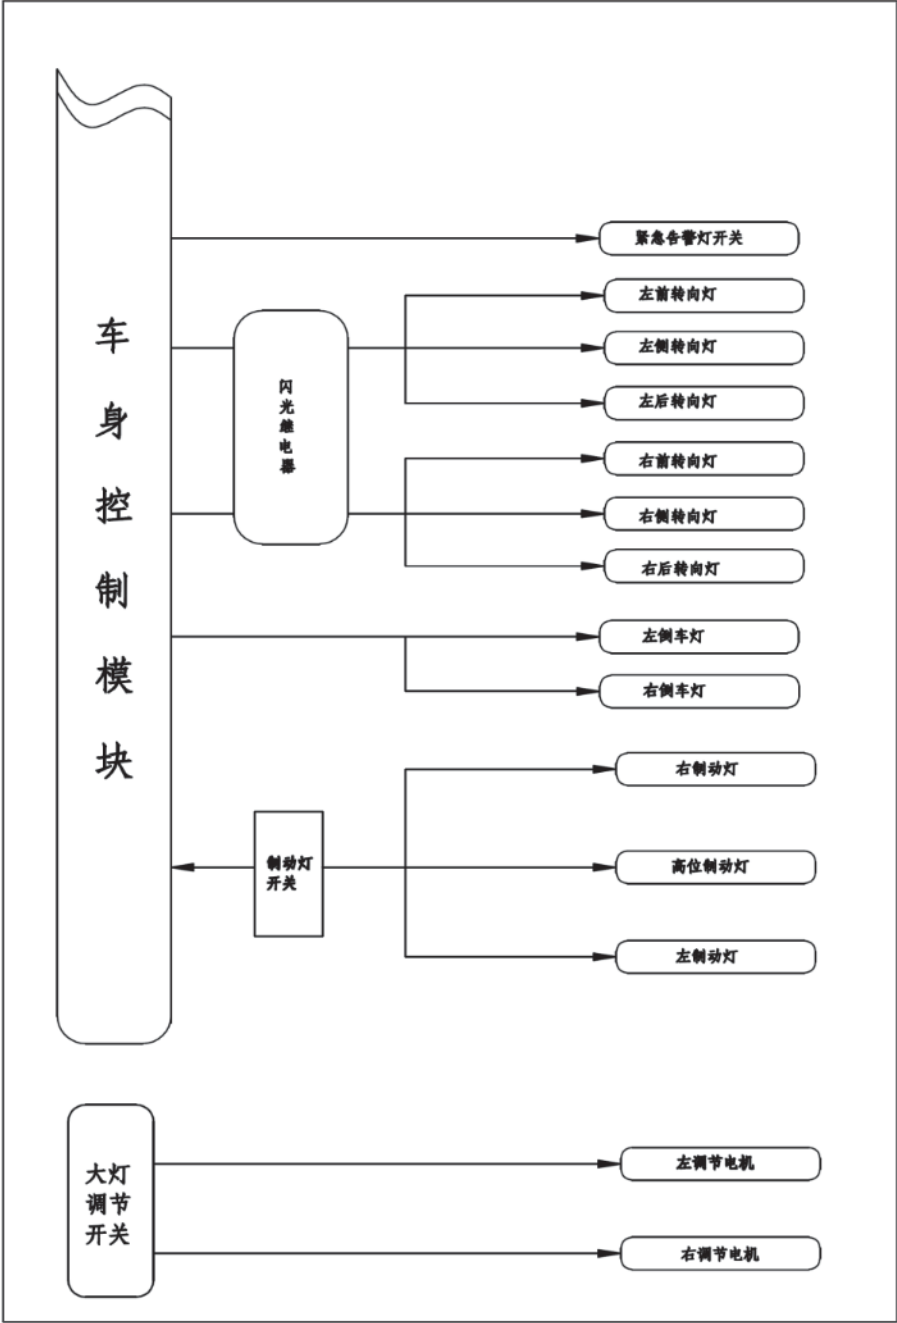 车身控制模块
紧急告警灯开关
左前转向灯
左侧转向灯
左后转向灯
闪光继电器
右前转向灯
右侧转向灯
右后转向灯
左倒车灯
右倒车灯
右制动灯
制动灯
开关
高位制动灯
左制动灯
大灯
调节
开关
左调节电机
右调节电机